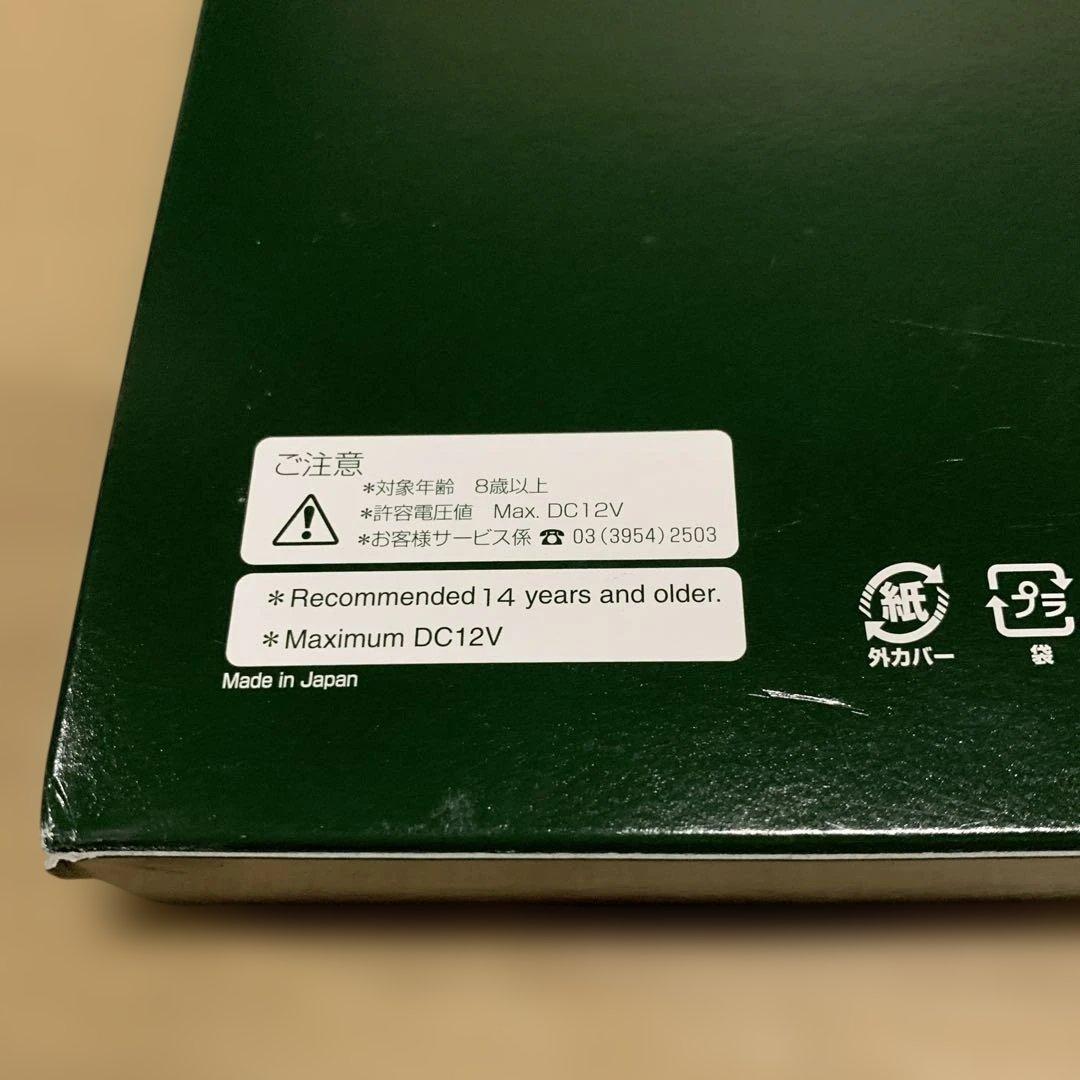 ご注意
*対象年齢 8歳以上
*許容電圧値 Max. DC12V
*お客様サービス係 ☎ 03(3954)2503
*Recommended 14 years and older.
*Maximum DC12V
Made in Japan
紙
外カバー
プラ
袋